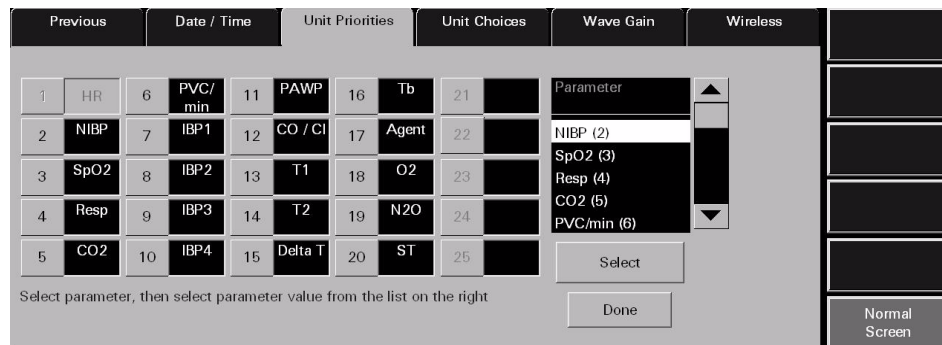 Previous
Date / Time
Unit Priorities
Unit Choices
Wave Gain
Wireless
1 HR 6 PVC/ min 11 PAWP 16 Tb 21
2 NIBP 7 IBP1 12 CO / CI 17 Agent 22
3 SpO2 8 IBP2 13 T1 18 O2 23
4 Resp 9 IBP3 14 T2 19 N2O 24
5 CO2 10 IBP4 15 Delta T 20 ST 25
Select parameter, then select parameter value from the list on the right
Parameter
NIBP (2)
SpO2 (3)
Resp (4)
CO2 (5)
PVC/min (6)
Select
Done
Normal
Screen